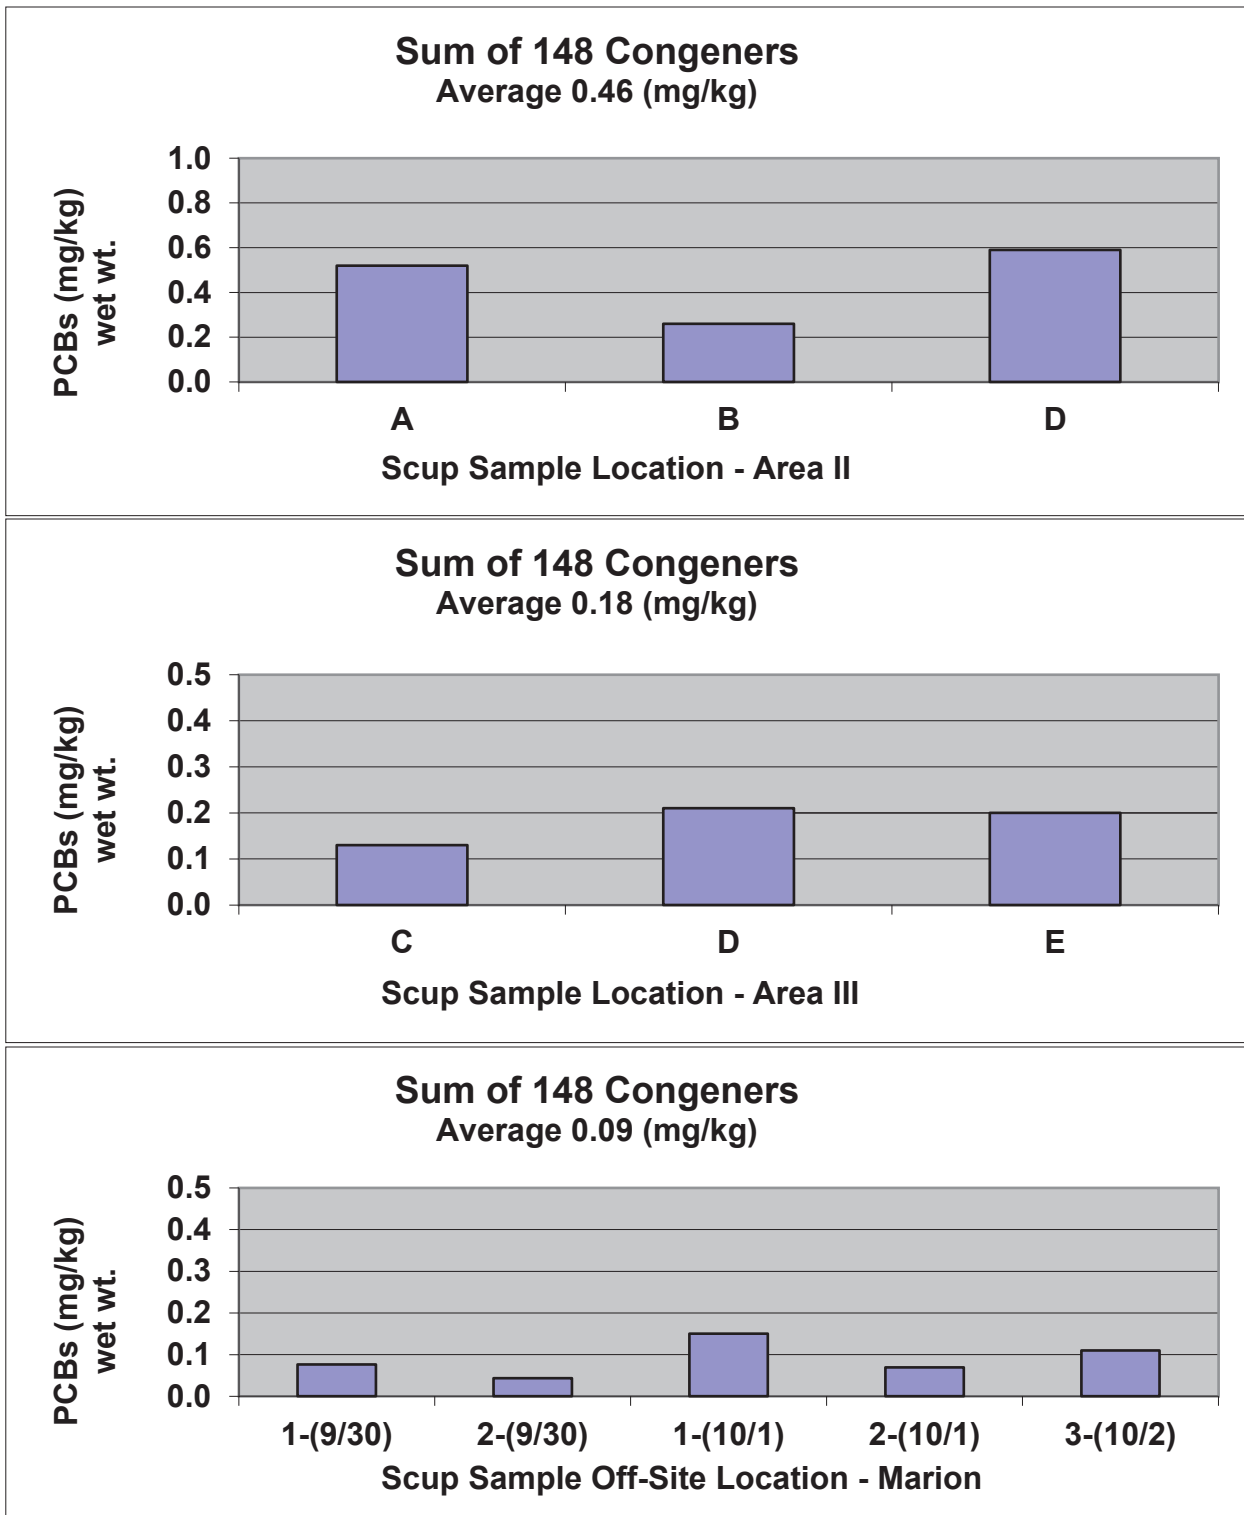 Sum of 148 Congeners
Average 0.46 (mg/kg)
PCBs (mg/kg)
wet wt.
1.0
0.8
0.6
0.4
0.2
0.0
A B D
Scup Sample Location - Area II
Sum of 148 Congeners
Average 0.18 (mg/kg)
PCBs (mg/kg)
wet wt.
0.5
0.4
0.3
0.2
0.1
0.0
C D E
Scup Sample Location - Area III
Sum of 148 Congeners
Average 0.09 (mg/kg)
PCBs (mg/kg)
wet wt.
0.5
0.4
0.3
0.2
0.1
0.0
1-(9/30) 2-(9/30) 1-(10/1) 2-(10/1) 3-(10/2)
Scup Sample Off-Site Location - Marion